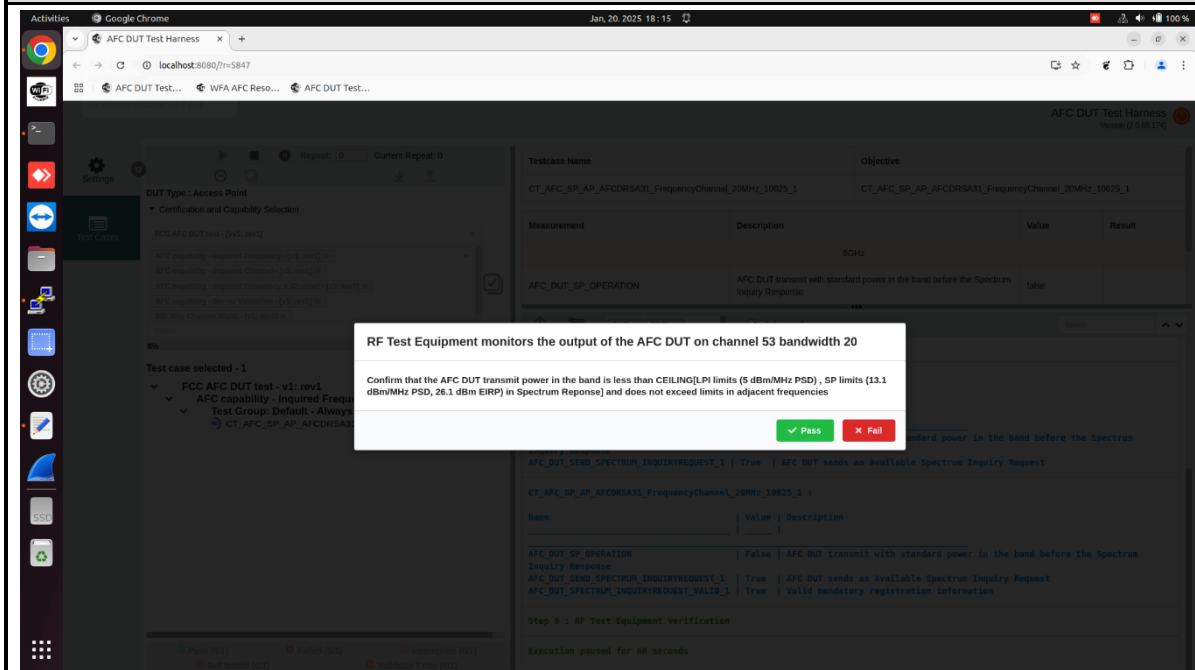 Activities
Google Chrome
Jan, 20. 2025 18:15
100 %
AFC DUT Test Harness
localhost:8080/?r=5847
AFC DUT Test...
WFA AFC Reso...
AFC DUT Test...
AFC DUT Test Harness
Settings
Test Cases
Repeat: 0
Current Repeat: 0
DUT Type : Access Point
Certification and Capability Selection
FCC AFC DUT test - [v1: rev1]
0%
Test case selected - 1
FCC AFC DUT test - v1: rev1
AFC capability - Inquired Frequ
Test Group: Default - Always
CT_AFC_SP_AP_AFCDRSA31
Testcase Name
Objective
CT_AFC_SP_AP_AFCDRSA31_FrequencyChannel_20MHz_10025_1
CT_AFC_SP_AP_AFCDRSA31_FrequencyChannel_20MHz_10025_1
Measurement
Description
Value
Result
6GHz
AFC_DUT_SP_OPERATION
AFC DUT transmit with standard power in the band before the Spectrum
Inquiry Response
false
RF Test Equipment monitors the output of the AFC DUT on channel 53 bandwidth 20
Confirm that the AFC DUT transmit power in the band is less than CEILING[LPI limits (5 dBm/MHz PSD) , SP limits (13.1
dBm/MHz PSD, 26.1 dBm EIRP) in Spectrum Reponse] and does not exceed limits in adjacent frequencies
Pass
Fail
andard power in the band before the Spectrum
Inquiry Response
AFC_DUT_SEND_SPECTRUM_INQUIRYREQUEST_1 | True | AFC DUT sends an Available Spectrum Inquiry Request
CT_AFC_SP_AP_AFCDRSA31_FrequencyChannel_20MHz_10025_1 :
Name | Value | Description
AFC_DUT_SP_OPERATION | False | AFC DUT transmit with standard power in the band before the Spectrum
Inquiry Response
AFC_DUT_SEND_SPECTRUM_INQUIRYREQUEST_1 | True | AFC DUT sends an Available Spectrum Inquiry Request
AFC_DUT_SPECTRUM_INQUIRYREQUEST_VALID_1 | True | Valid mandatory registration information
Step 6 : RF Test Equipment verification
Execution paused for 60 seconds